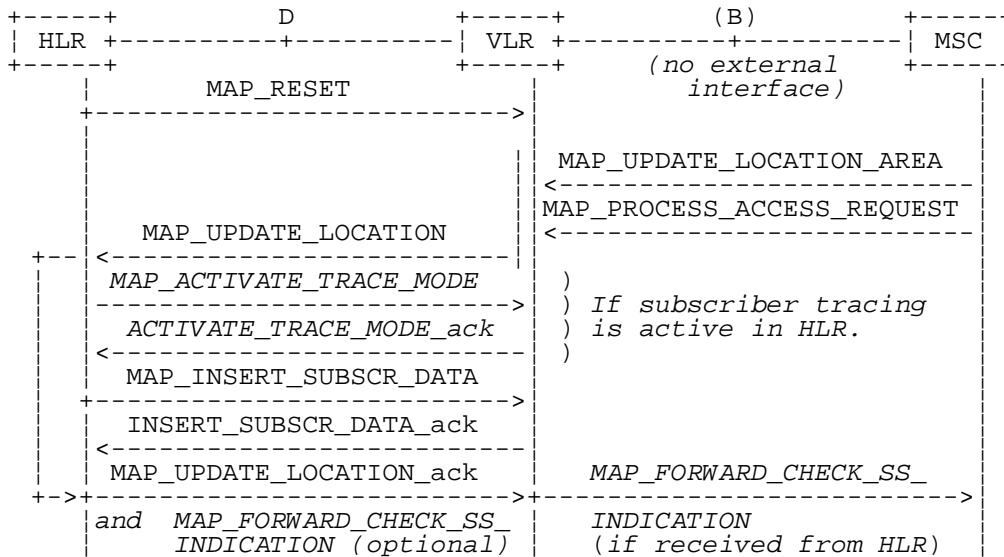 D (B)
HLR VLR MSC
(no external
MAP_RESET interface)
MAP_UPDATE_LOCATION_AREA
MAP_PROCESS_ACCESS_REQUEST
MAP_UPDATE_LOCATION
MAP_ACTIVATE_TRACE_MODE )
) If subscriber tracing
ACTIVATE_TRACE_MODE_ack ) is active in HLR.
)
MAP_INSERT_SUBSCR_DATA
INSERT_SUBSCR_DATA_ack
MAP_UPDATE_LOCATION_ack MAP_FORWARD_CHECK_SS_
and MAP_FORWARD_CHECK_SS_ INDICATION
INDICATION (optional) (if received from HLR)